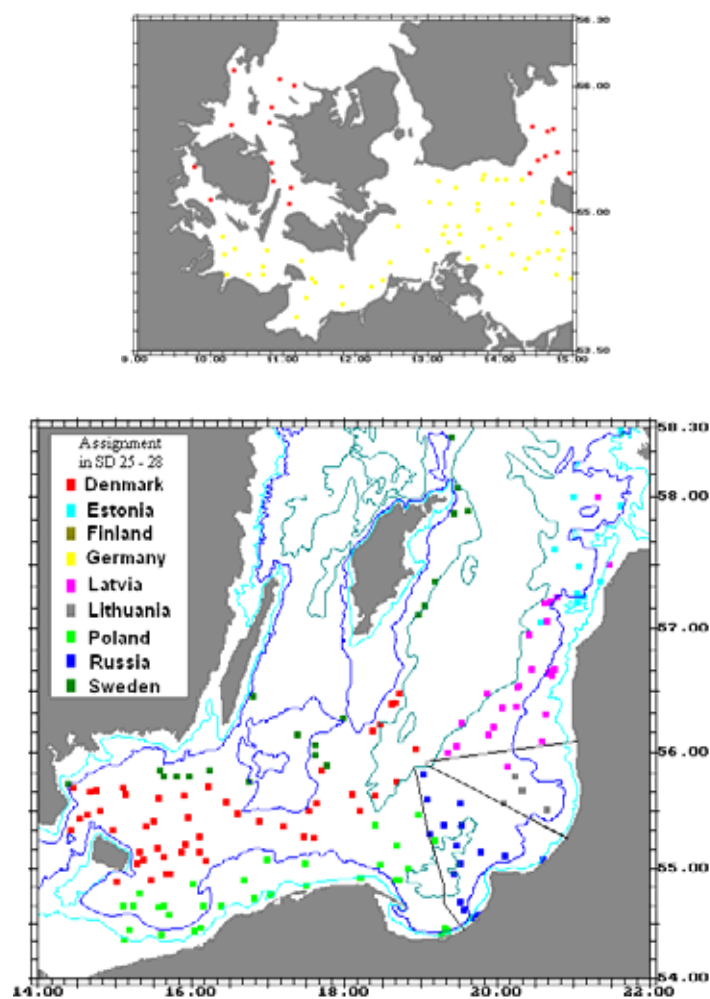 56.30
56.00
55.00
53.50
9.00 10.00 11.00 12.00 13.00 14.00 15.00
58.30
Assignment
in SD 25 - 28
Denmark
Estonia
Finland
Germany
Latvia
Lithuania
Poland
Russia
Sweden
58.00
57.00
56.00
55.00
54.00
14.00 16.00 18.00 20.00 22.00